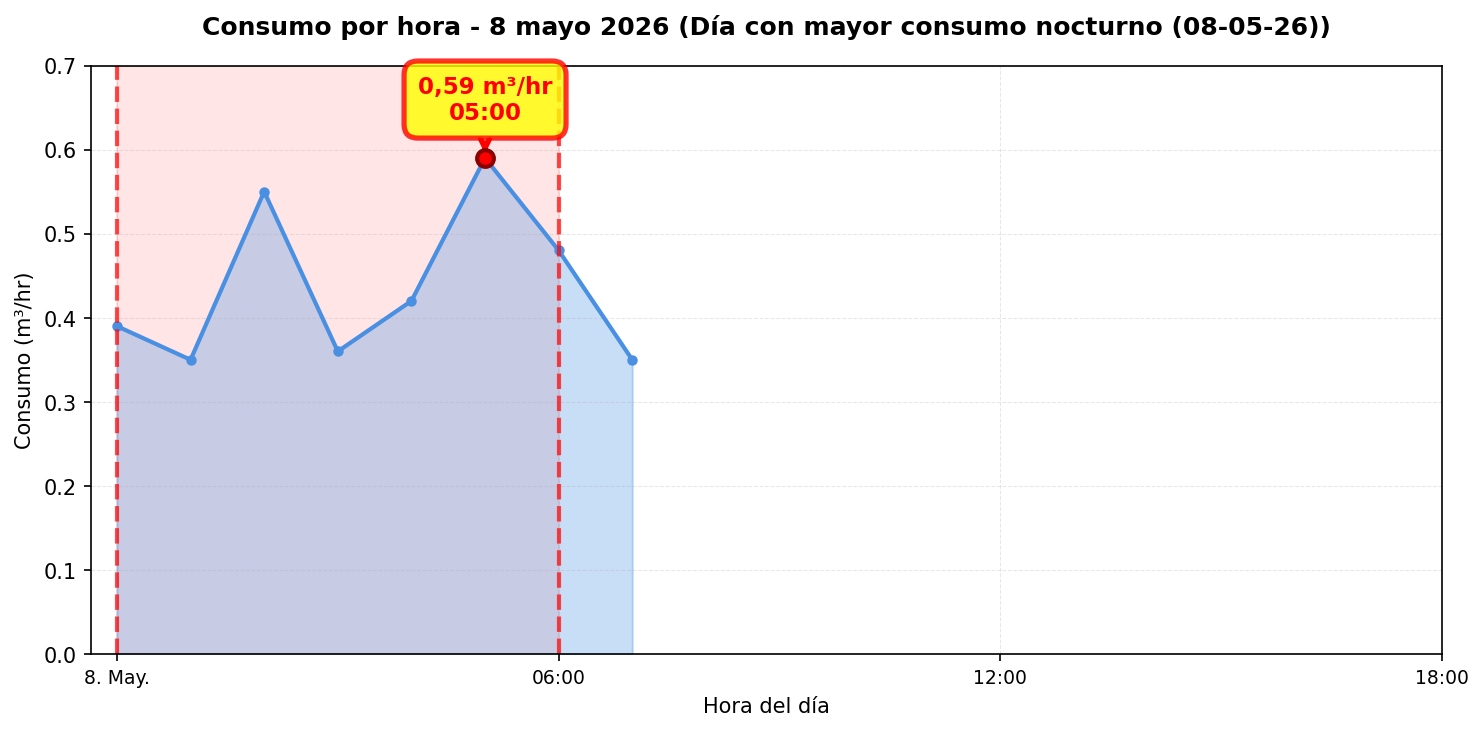 Consumo por hora - 8 mayo 2026 (Día con mayor consumo nocturno (08-05-26))
0,59 m³/hr
05:00
Consumo (m³/hr)
0.7
0.6
0.5
0.4
0.3
0.2
0.1
0.0
8. May.
06:00
12:00
18:00
Hora del día